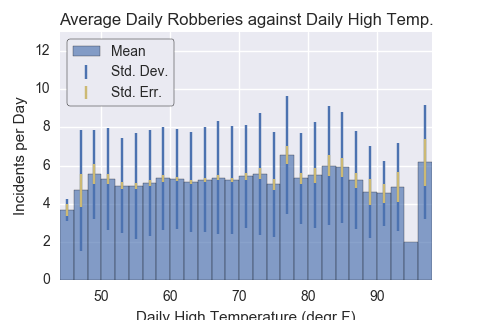 Average Daily Robberies against Daily High Temp.
Incidents per Day
12
10
8
6
4
2
0
Mean
Std. Dev.
Std. Err.
50 60 70 80 90
Daily High Temperature (degr F)